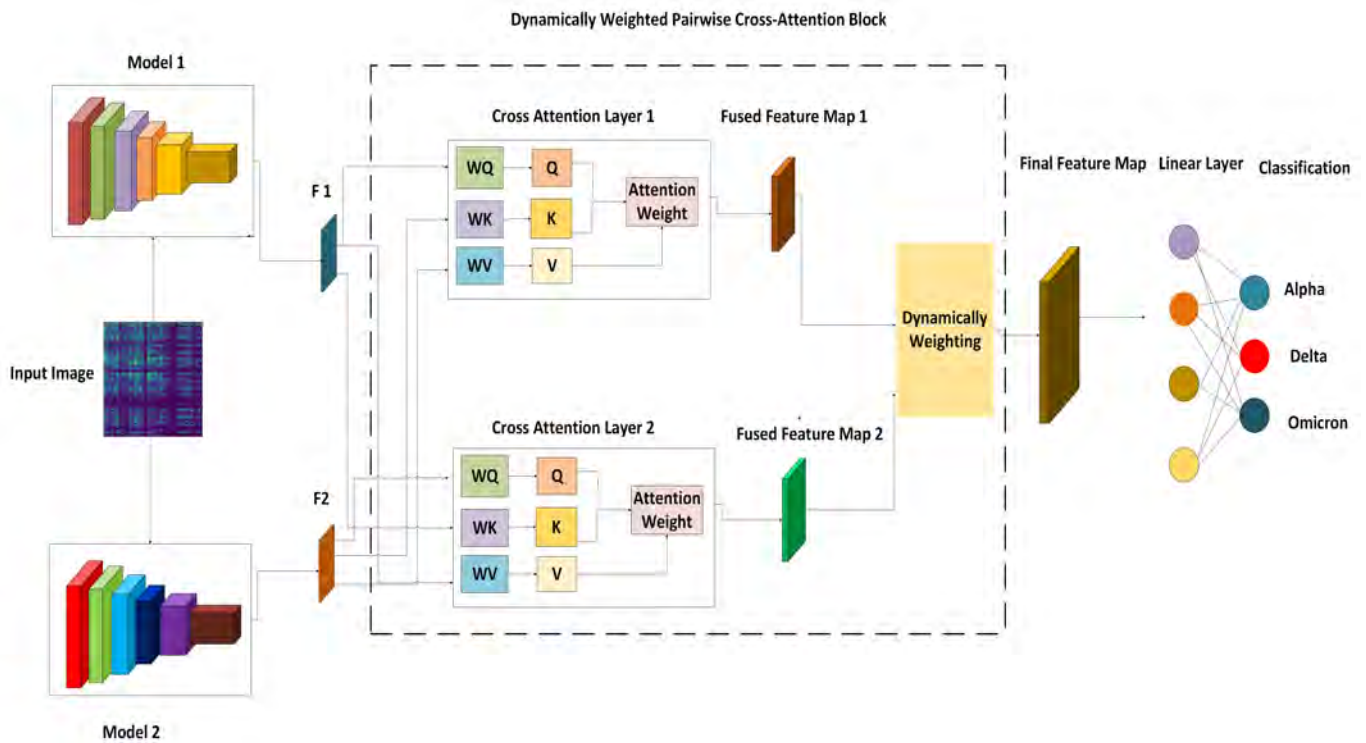 Dynamically Weighted Pairwise Cross-Attention Block
Model 1
Cross Attention Layer 1
Fused Feature Map 1
Final Feature Map
Linear Layer
Classification
F 1
WQ
Q
WK
K
WV
V
Attention
Weight
Input Image
Dynamically
Weighting
Alpha
Delta
Omicron
Cross Attention Layer 2
Fused Feature Map 2
F2
WQ
Q
WK
K
WV
V
Attention
Weight
Model 2